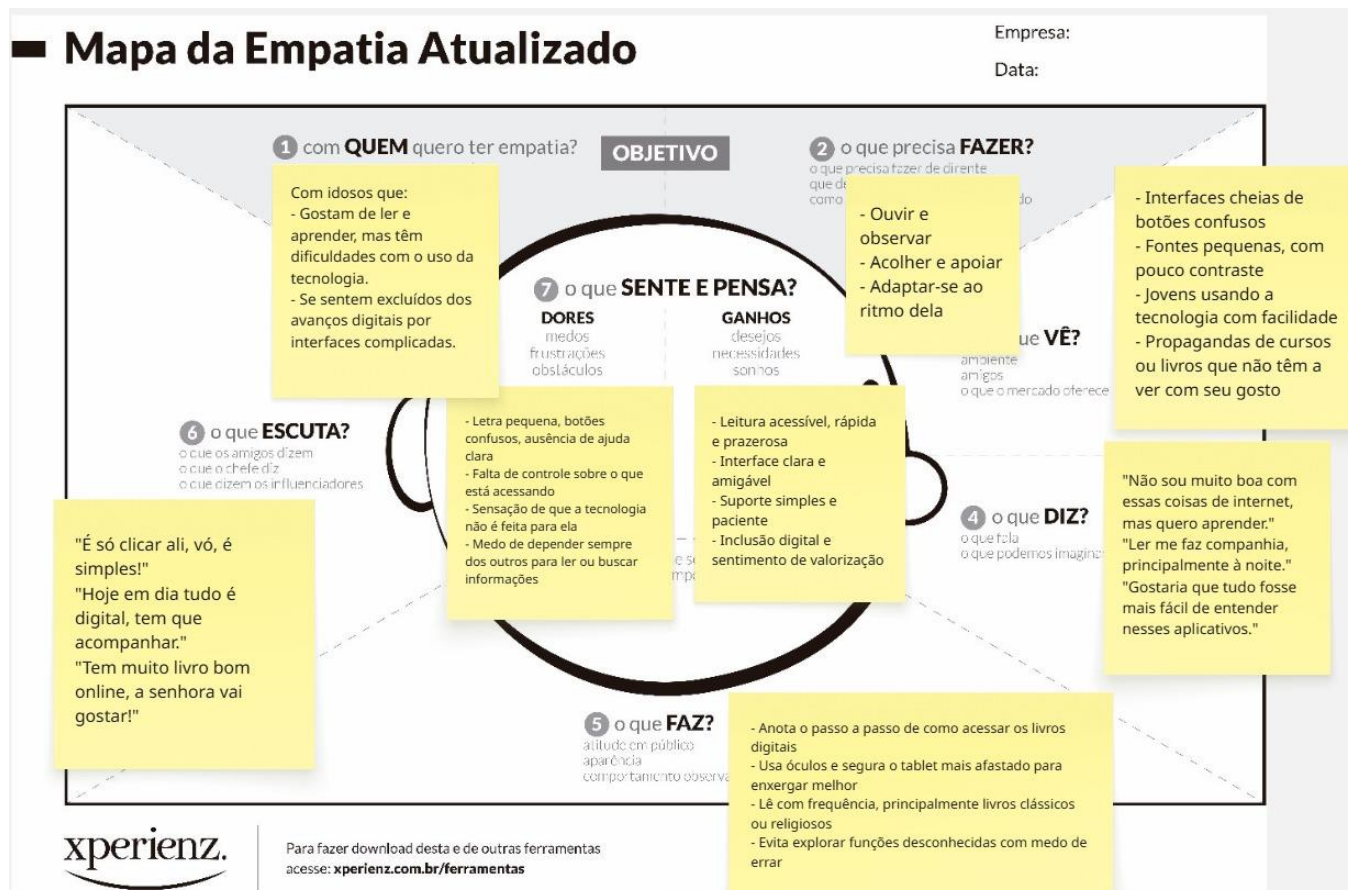 Mapa da Empatia Atualizado
Empresa:
Data:
1 com QUEM quero ter empatia?
OBJETIVO
2 o que precisa FAZER?
o que precisa fazer de dirente
que de
como
do
Com idosos que:
- Gostam de ler e
aprender, mas têm
dificuldades com o uso da
tecnologia.
- Se sentem excluídos dos
avanços digitais por
interfaces complicadas.
- Ouvir e
observar
- Acolher e apoiar
- Adaptar-se ao
ritmo dela
ue VÊ?
ambiente
amigos
o que o mercado oferece
- Interfaces cheias de
botões confusos
- Fontes pequenas, com
pouco contraste
- Jovens usando a
tecnologia com facilidade
- Propagandas de cursos
ou livros que não têm a
ver com seu gosto
7 o que SENTE E PENSA?
DORES
medos
frustrações
obstáculos
GANHOS
desejos
necessidades
sonhos
- Letra pequena, botões
confusos, ausência de ajuda
clara
- Falta de controle sobre o que
está acessando
- Sensação de que a tecnologia
não é feita para ela
- Medo de depender sempre
dos outros para ler ou buscar
informações
- Leitura acessível, rápida
e prazerosa
- Interface clara e
amigável
- Suporte simples e
paciente
- Inclusão digital e
sentimento de valorização
4 o que DIZ?
o que fala
o que podemos imagina
"Não sou muito boa com
essas coisas de internet,
mas quero aprender."
"Ler me faz companhia,
principalmente à noite."
"Gostaria que tudo fosse
mais fácil de entender
nesses aplicativos."
6 o que ESCUTA?
o que os amigos dizem
o que o chefe diz
o que dizem os influenciadores
"É só clicar ali, vó, é
simples!"
"Hoje em dia tudo é
digital, tem que
acompanhar."
"Tem muito livro bom
online, a senhora vai
gostar!"
5 o que FAZ?
atitude em público
aparência
comportamento observa
- Anota o passo a passo de como acessar os livros
digitais
- Usa óculos e segura o tablet mais afastado para
enxergar melhor
- Lê com frequência, principalmente livros clássicos
ou religiosos
- Evita explorar funções desconhecidas com medo de
errar
xperienz.
Para fazer download desta e de outras ferramentas
acesse: xperienz.com.br/ferramentas